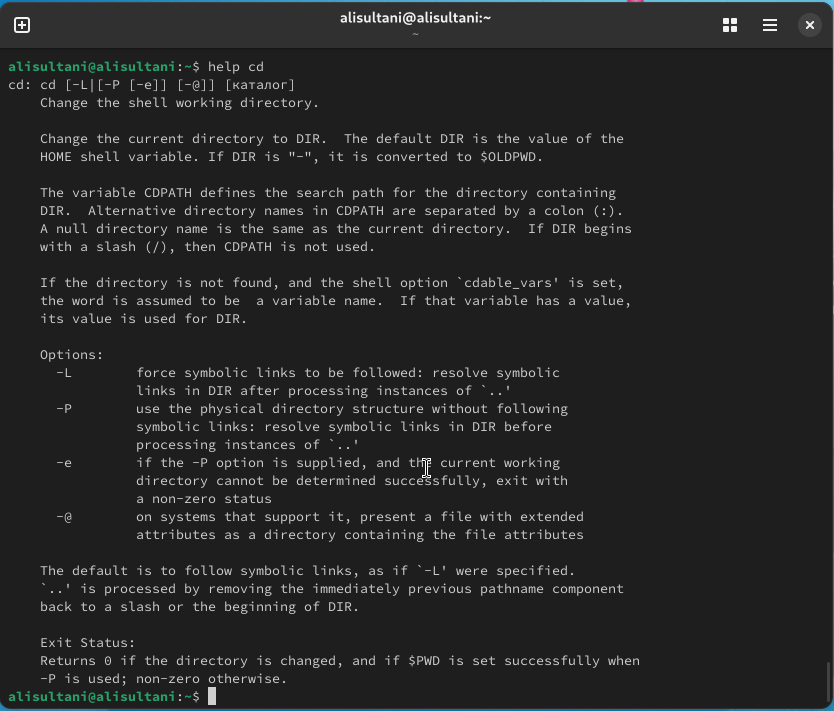 alisultani@alisultani:~
~
alisultani@alisultani:~$ help cd
cd: cd [-L|[-P [-e]] [-@]] [каталог]
    Change the shell working directory.

    Change the current directory to DIR.  The default DIR is the value of the
    HOME shell variable. If DIR is "-", it is converted to $OLDPWD.

    The variable CDPATH defines the search path for the directory containing
    DIR.  Alternative directory names in CDPATH are separated by a colon (:).
    A null directory name is the same as the current directory.  If DIR begins
    with a slash (/), then CDPATH is not used.

    If the directory is not found, and the shell option `cdable_vars' is set,
    the word is assumed to be  a variable name.  If that variable has a value,
    its value is used for DIR.

    Options:
      -L        force symbolic links to be followed: resolve symbolic
                links in DIR after processing instances of `..'
      -P        use the physical directory structure without following
                symbolic links: resolve symbolic links in DIR before
                processing instances of `..'
      -e        if the -P option is supplied, and the current working
                directory cannot be determined successfully, exit with
                a non-zero status
      -@        on systems that support it, present a file with extended
                attributes as a directory containing the file attributes

    The default is to follow symbolic links, as if `-L' were specified.
    `..' is processed by removing the immediately previous pathname component
    back to a slash or the beginning of DIR.

    Exit Status:
    Returns 0 if the directory is changed, and if $PWD is set successfully when
    -P is used; non-zero otherwise.
alisultani@alisultani:~$